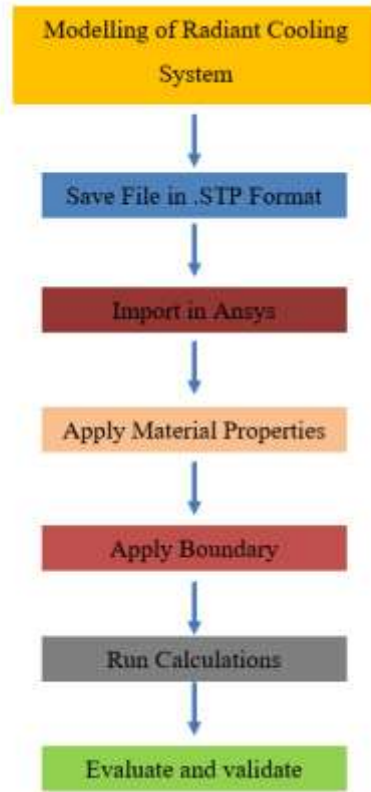 Modelling of Radiant Cooling
System
Save File in .STP Format
Import in Ansys
Apply Material Properties
Apply Boundary
Run Calculations
Evaluate and validate